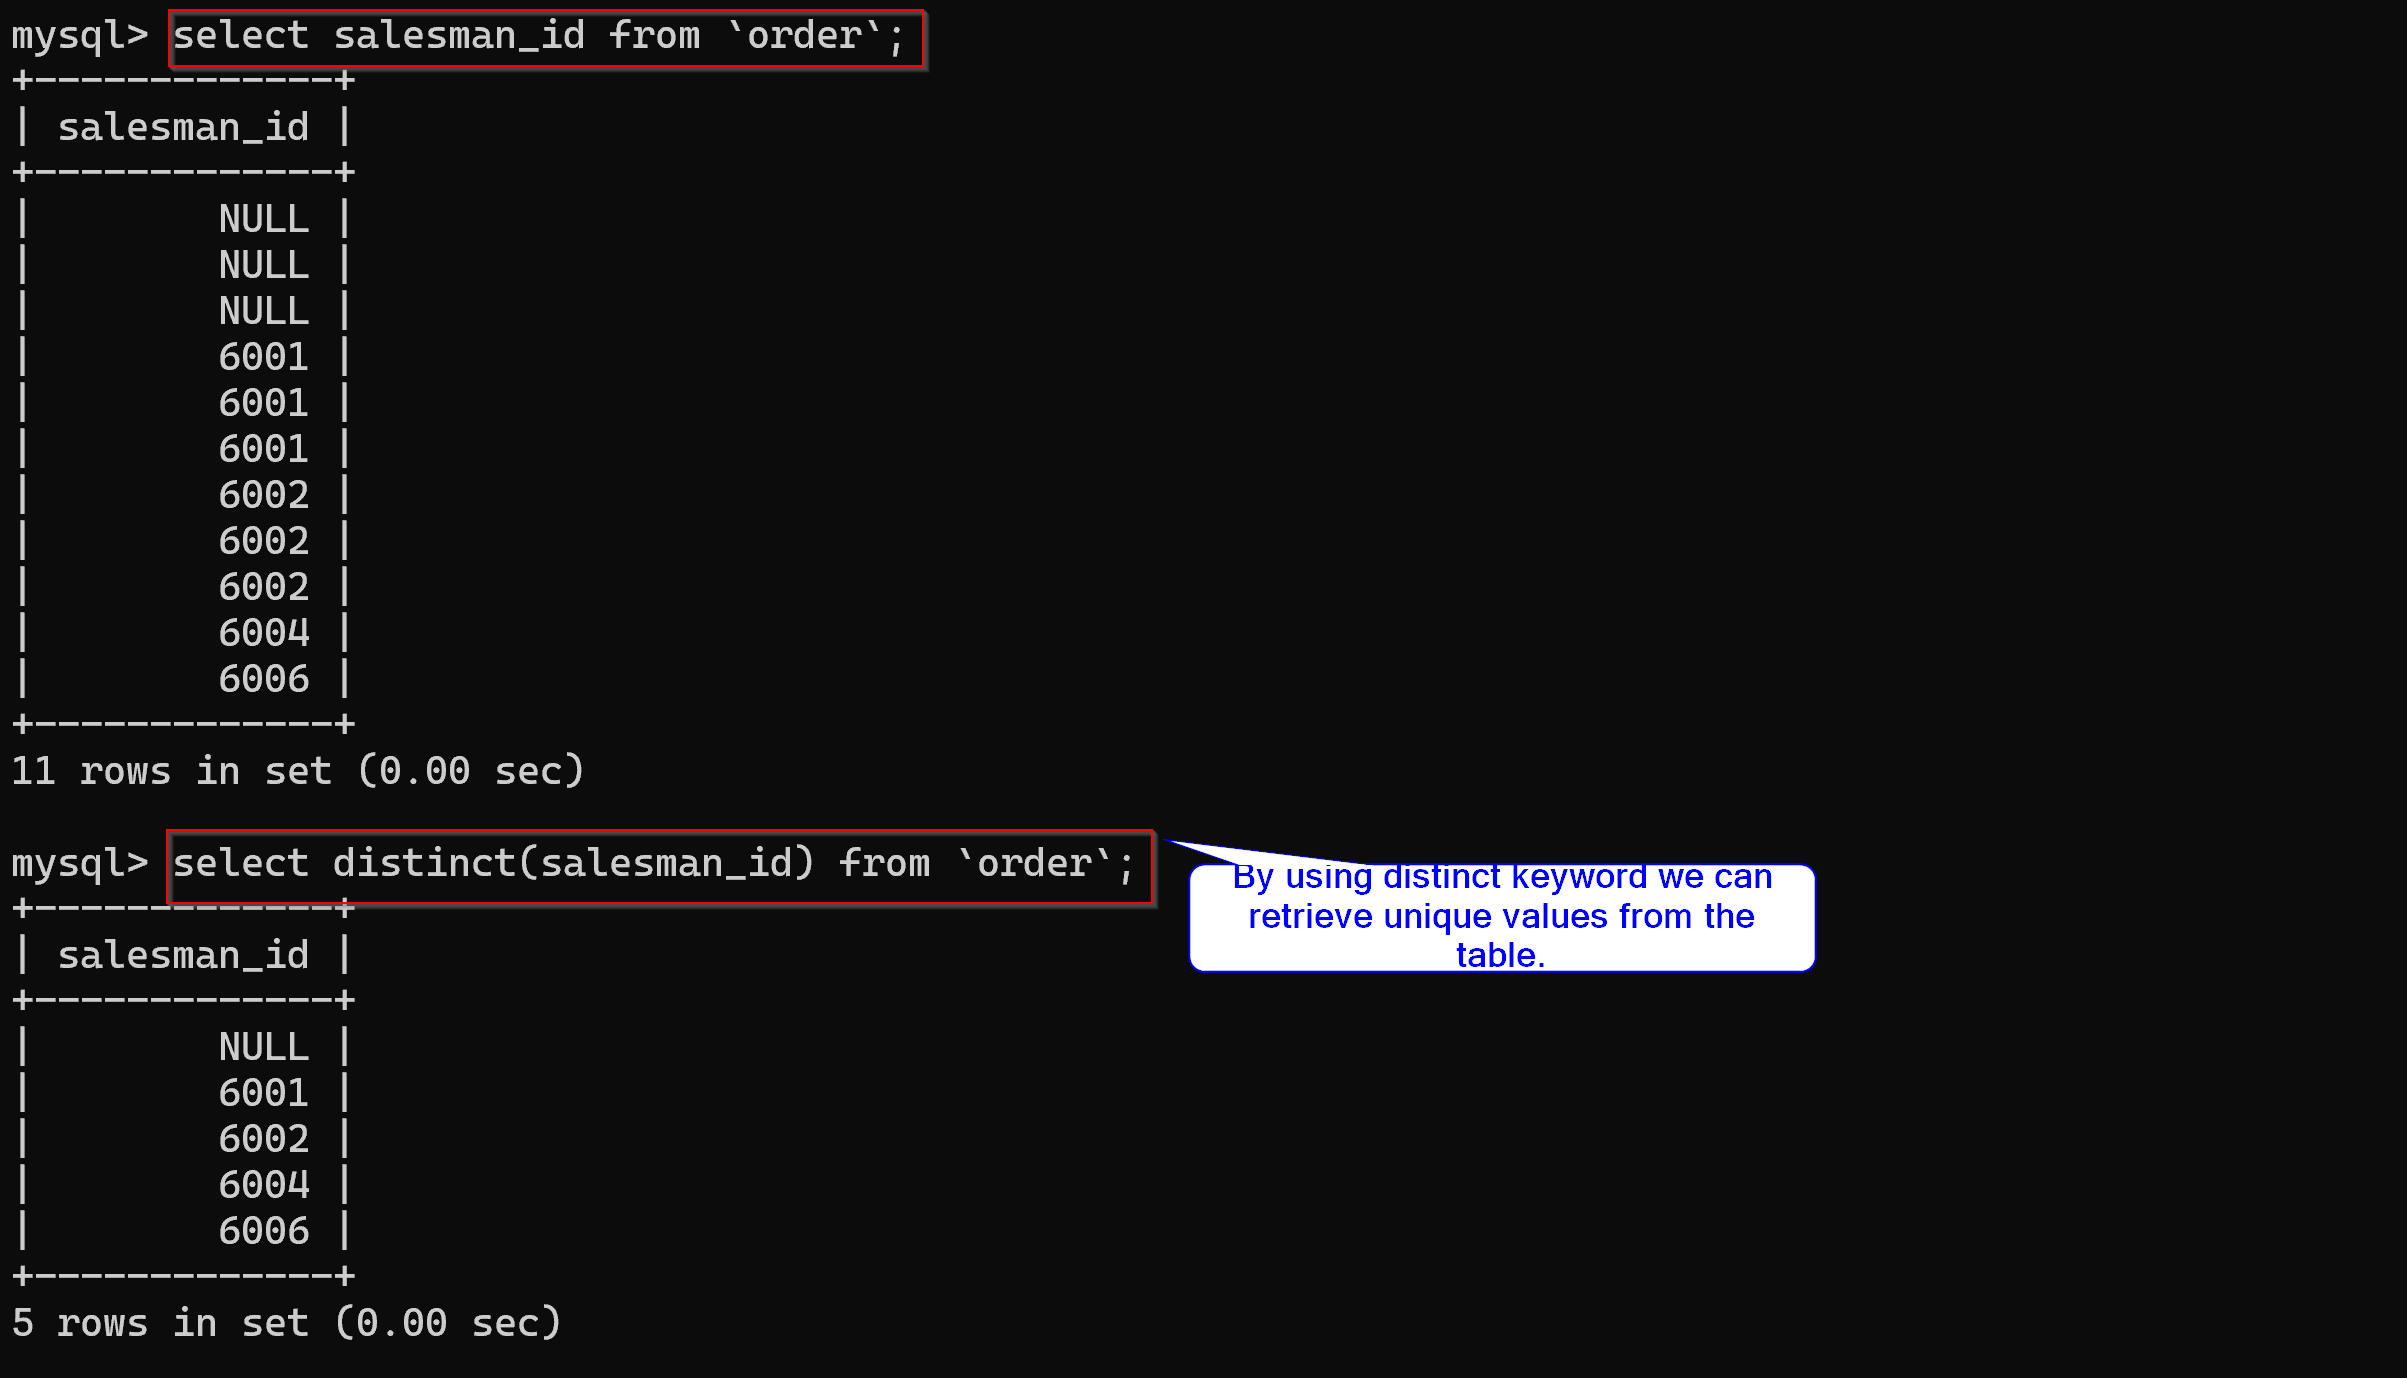 mysql> select salesman_id from `order`;
+-------------+
| salesman_id |
+-------------+
|        NULL |
|        NULL |
|        NULL |
|        6001 |
|        6001 |
|        6001 |
|        6002 |
|        6002 |
|        6002 |
|        6004 |
|        6006 |
+-------------+
11 rows in set (0.00 sec)
mysql> select distinct(salesman_id) from `order`;
+-------------+
| salesman_id |
+-------------+
|        NULL |
|        6001 |
|        6002 |
|        6004 |
|        6006 |
+-------------+
5 rows in set (0.00 sec)
By using distinct keyword we can
retrieve unique values from the
table.